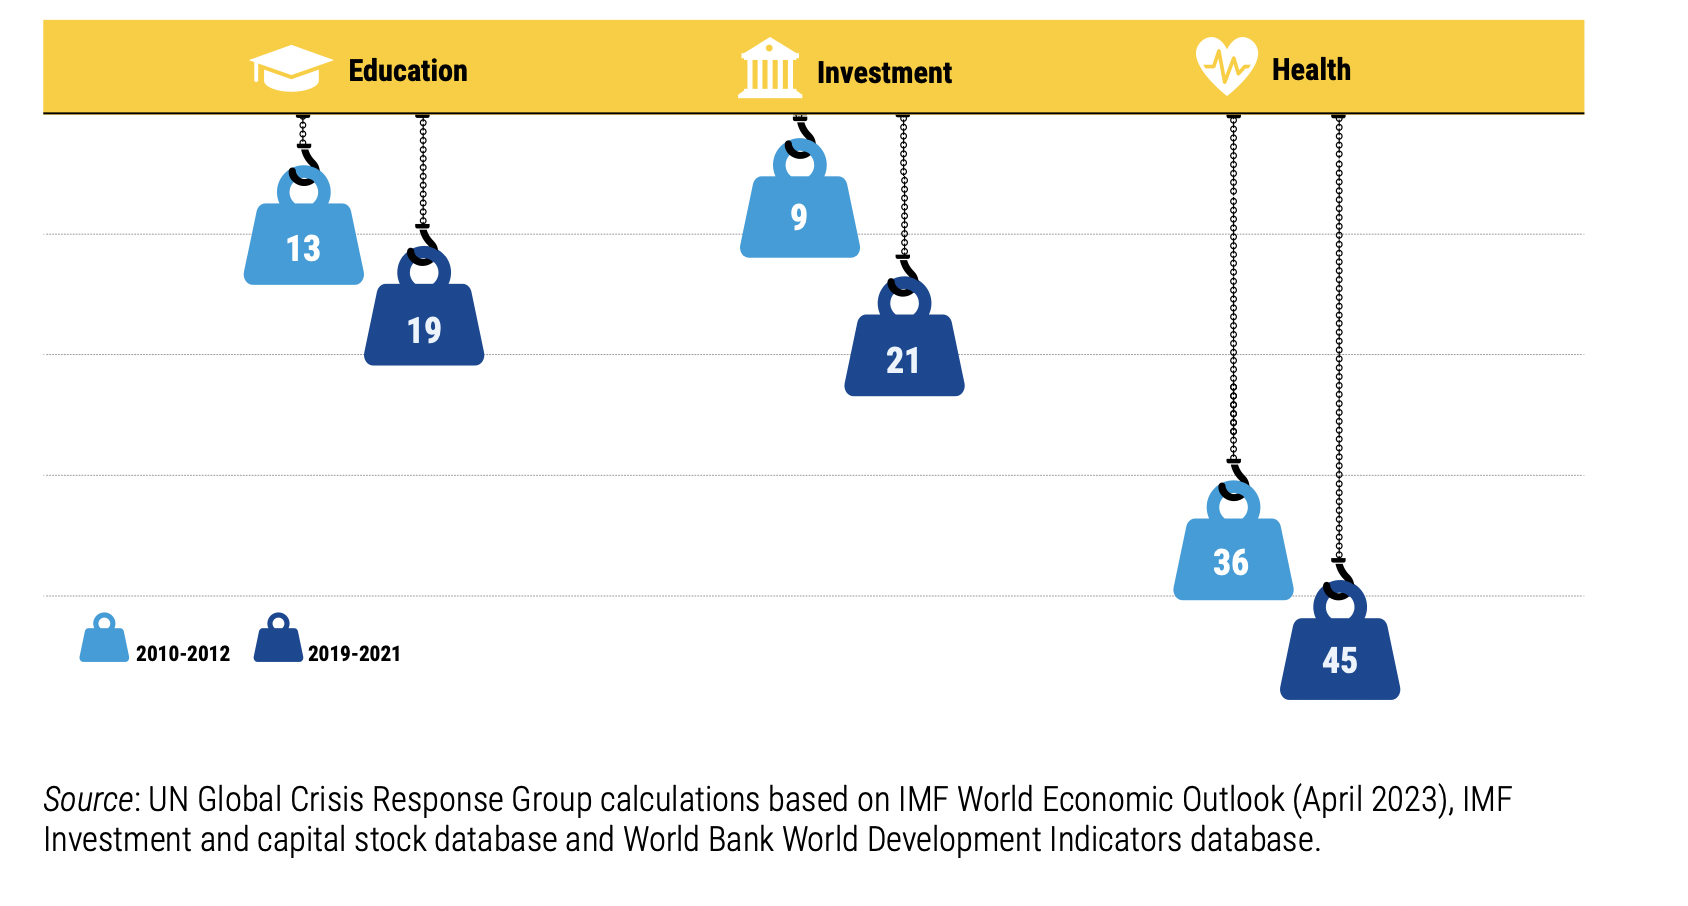 Education
Investment
Health
13
19
9
21
36
45
2010-2012
2019-2021
Source: UN Global Crisis Response Group calculations based on IMF World Economic Outlook (April 2023), IMF
Investment and capital stock database and World Bank World Development Indicators database.